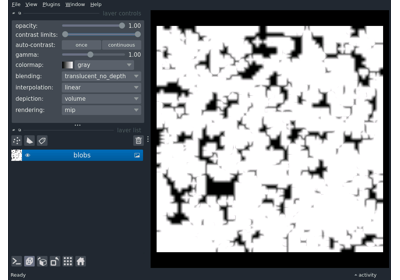 File View Plugins Window Help
layer controls
opacity: 1.00
contrast limits:
auto-contrast: once continuous
gamma: 1.00
colormap: gray
blending: translucent_no_depth
interpolation: linear
depiction: volume
rendering: mip
layer list
blobs
Ready activity